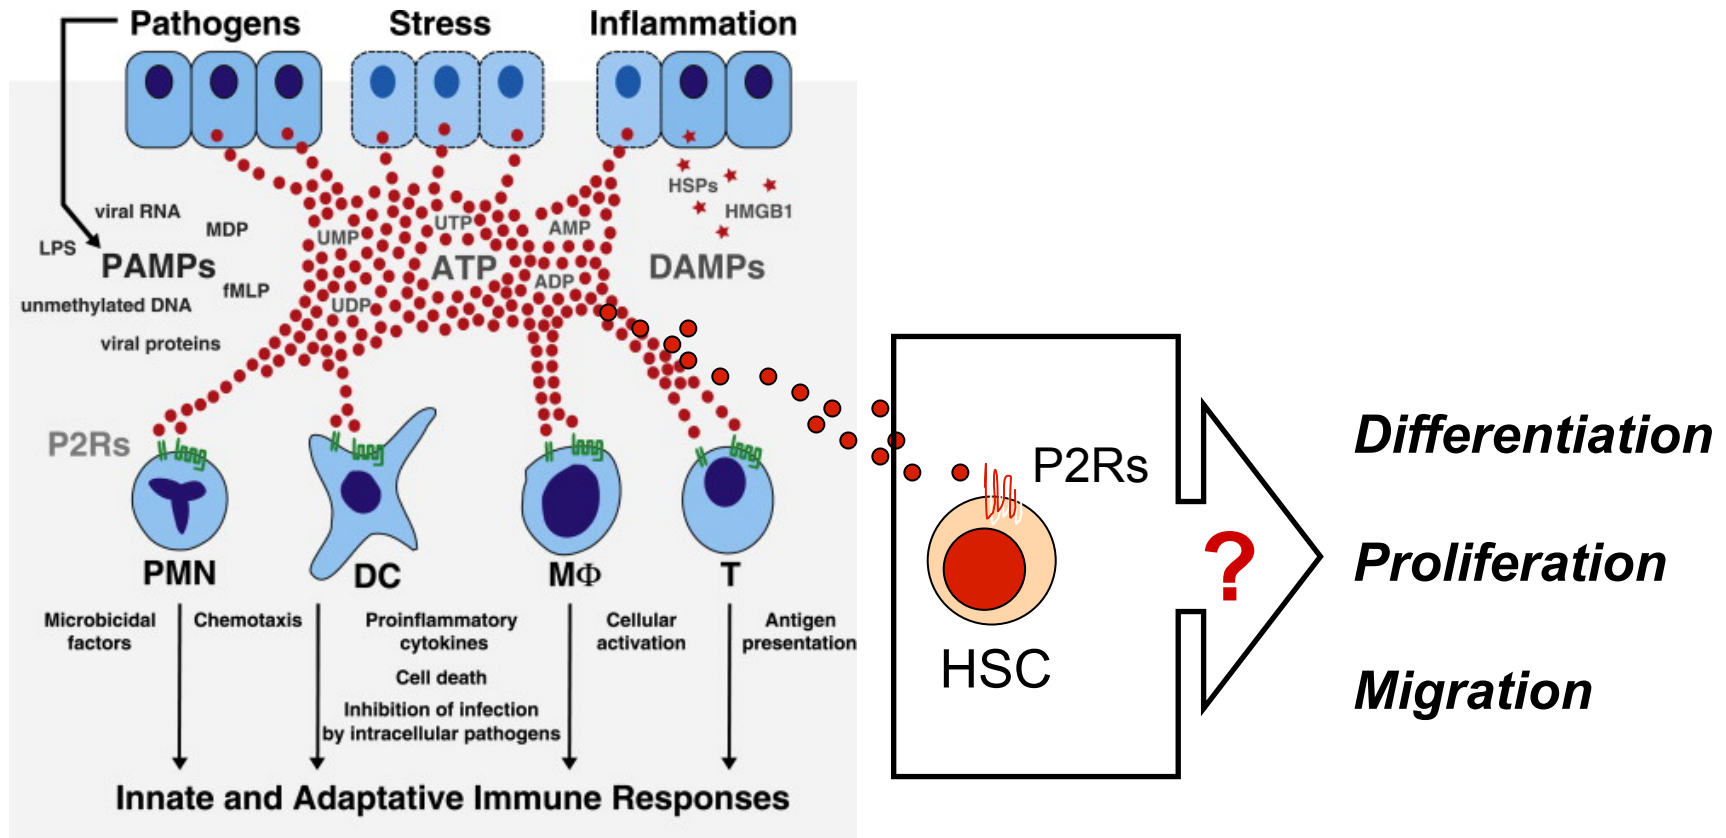 Pathogens
Stress
Inflammation
viral RNA
MDP
LPS
PAMPs
fMLP
unmethylated DNA
viral proteins
UMP
UTP
AMP
ATP
ADP
UDP
HSPs
HMGB1
DAMPs
P2Rs
PMN
DC
MΦ
T
Microbicidal
factors
Chemotaxis
Proinflammatory
cytokines
Cell death
Inhibition of infection
by intracellular pathogens
Cellular
activation
Antigen
presentation
Innate and Adaptative Immune Responses
P2Rs
HSC
?
Differentiation
Proliferation
Migration